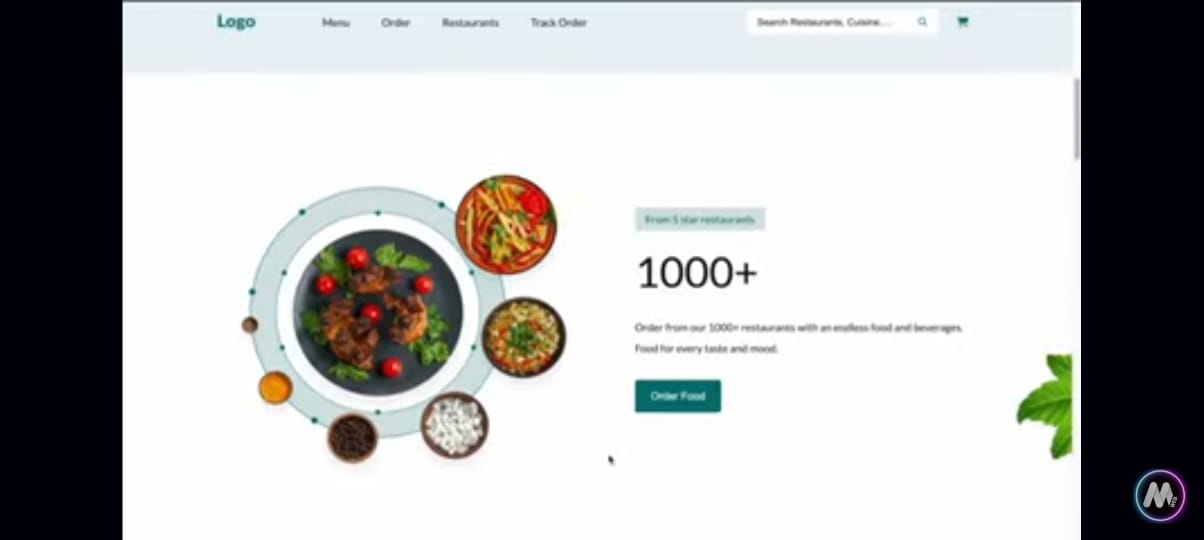 Logo
Menu
Order
Restaurants
Track Order
Search Restaurants, Cuisine....
From 5 star restaurants
1000+
Order from our 1000+ restaurants with an endless food and beverages.
Food for every taste and mood.
Order Food